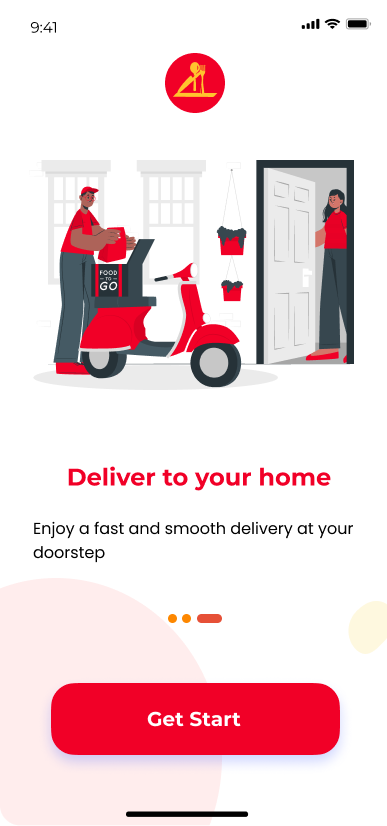 9:41
FOOD
TO
GO
Deliver to your home
Enjoy a fast and smooth delivery at your
doorstep
Get Start